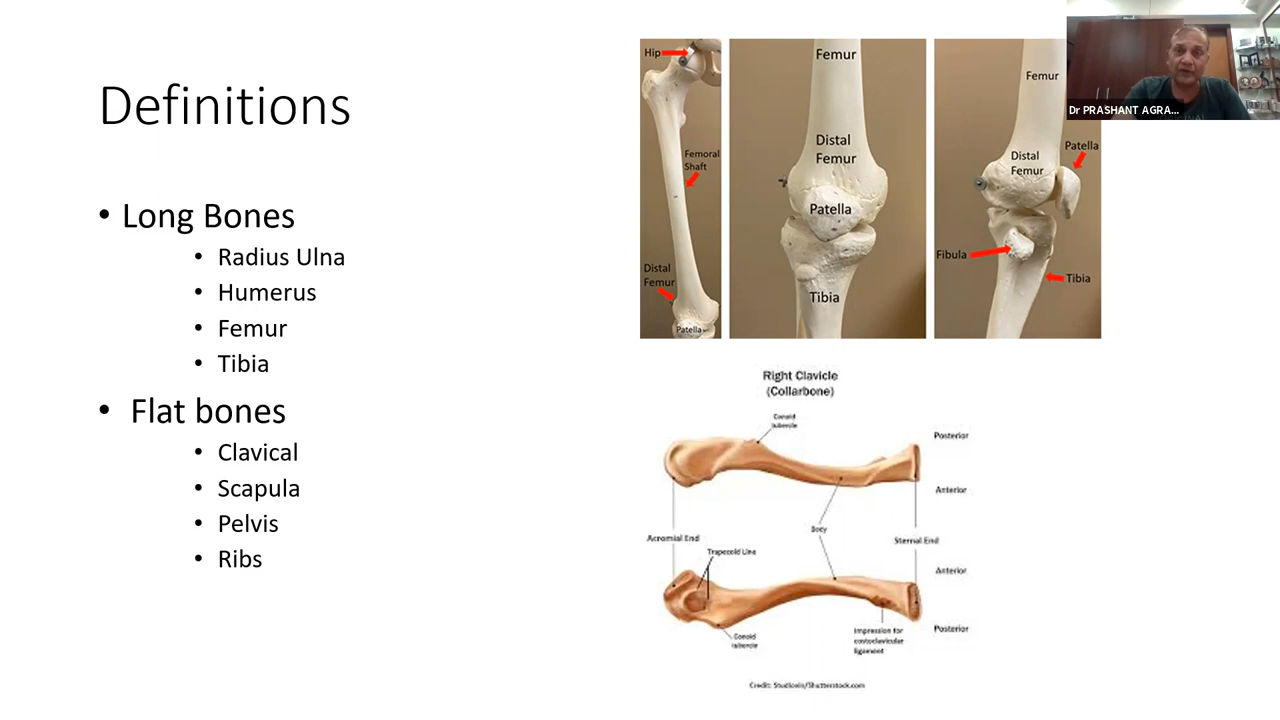 Definitions
• Long Bones
• Radius Ulna
• Humerus
• Femur
• Tibia
• Flat bones
• Clavical
• Scapula
• Pelvis
• Ribs
Hip
Femoral
Shaft
Distal
Femur
Patella
Femur
Distal
Femur
Patella
Tibia
Femur
Distal
Femur
Patella
Fibula
Tibia
Dr PRASHANT AGRA...
Right Clavicle
(Collarbone)
Conoid
tubercle
Posterior
Anterior
Acromial End
Body
Sternal End
Trapezoid Line
Anterior
Conoid
tubercle
Impression for
costoclavicular
ligament
Posterior
Credit: Studioxis/Shutterstock.com